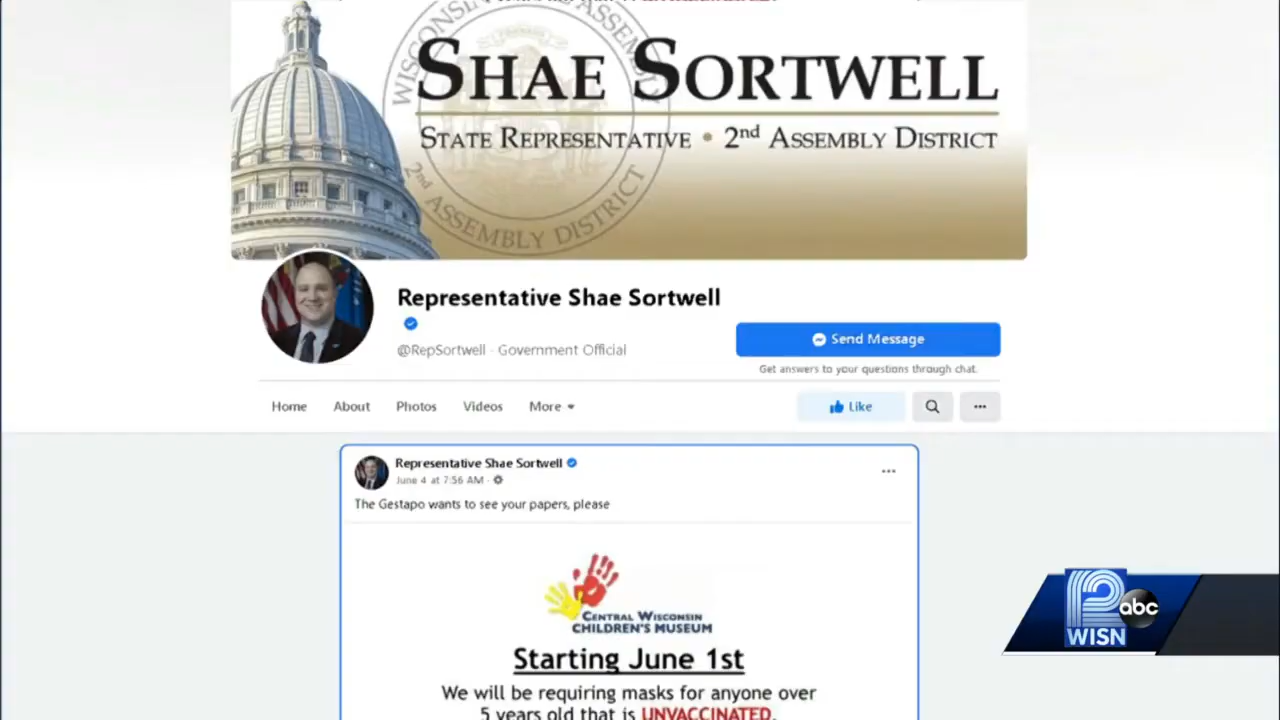 WISCONSIN ASSEMBLY
SHAE SORTWELL
STATE REPRESENTATIVE • 2nd ASSEMBLY DISTRICT
2nd ASSEMBLY DISTRICT
Representative Shae Sortwell
@RepSortwell · Government Official
Send Message
Get answers to your questions through chat.
Home About Photos Videos More
Like
Representative Shae Sortwell
June 4 at 7:56 AM ·
The Gestapo wants to see your papers, please
CENTRAL WISCONSIN
CHILDREN'S MUSEUM
Starting June 1st
We will be requiring masks for anyone over
5 years old that is UNVACCINATED.
12 abc
WISN